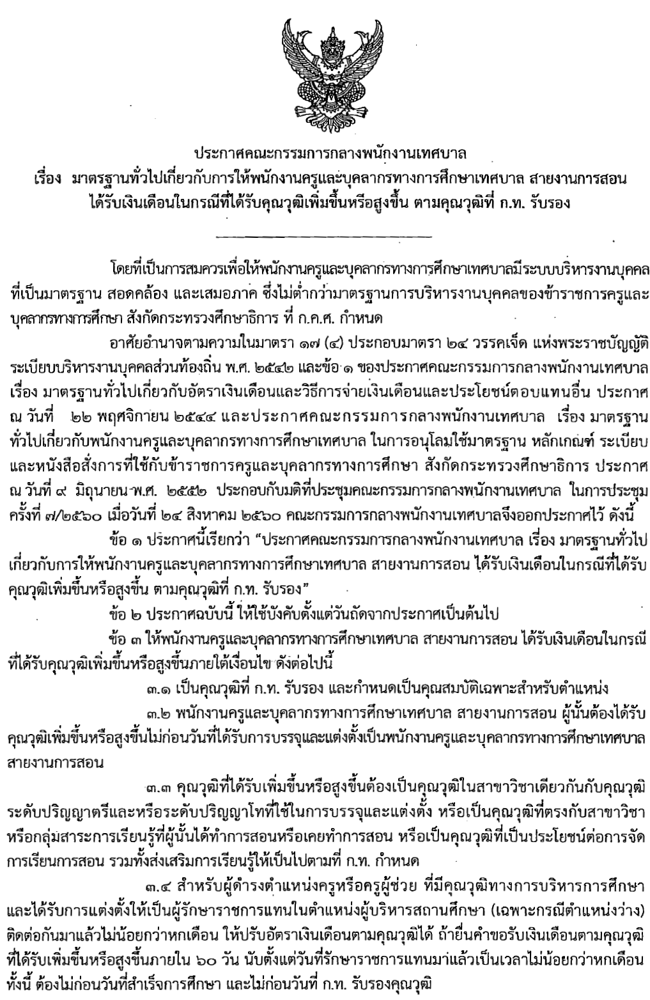 ประกาศคณะกรรมการกลางพนักงานเทศบาล
เรื่อง มาตรฐานทั่วไปเกี่ยวกับการให้พนักงานครูและบุคลากรทางการศึกษาเทศบาล สายงานการสอน
ได้รับเงินเดือนในกรณีที่ได้รับคุณวุฒิเพิ่มขึ้นหรือสูงขึ้น ตามคุณวุฒิที่ ก.ท. รับรอง
โดยที่เป็นการสมควรเพื่อให้พนักงานครูและบุคลากรทางการศึกษาเทศบาลมีระบบบริหารงานบุคคล
ที่เป็นมาตรฐาน สอดคล้อง และเสมอภาค ซึ่งไม่ต่ำกว่ามาตรฐานการบริหารงานบุคคลของข้าราชการครูและ
บุคลากรทางการศึกษา สังกัดกระทรวงศึกษาธิการ ที่ ก.ค.ศ. กำหนด
อาศัยอำนาจตามความในมาตรา ๑๗ (๔) ประกอบมาตรา ๒๔ วรรคเจ็ด แห่งพระราชบัญญัติ
ระเบียบบริหารงานบุคคลส่วนท้องถิ่น พ.ศ. ๒๕๔๒ และข้อ ๑ ของประกาศคณะกรรมการกลางพนักงานเทศบาล
เรื่อง มาตรฐานทั่วไปเกี่ยวกับอัตราเงินเดือนและวิธีการจ่ายเงินเดือนและประโยชน์ตอบแทนอื่น ประกาศ
ณ วันที่ ๒๒ พฤศจิกายน ๒๕๔๔ และประกาศคณะกรรมการกลางพนักงานเทศบาล เรื่อง มาตรฐาน
ทั่วไปเกี่ยวกับพนักงานครูและบุคลากรทางการศึกษาเทศบาล ในการอนุโลมใช้มาตรฐาน หลักเกณฑ์ ระเบียบ
และหนังสือสั่งการที่ใช้กับข้าราชการครูและบุคลากรทางการศึกษา สังกัดกระทรวงศึกษาธิการ ประกาศ
ณ วันที่ ๙ มิถุนายน พ.ศ. ๒๕๕๒ ประกอบกับมติที่ประชุมคณะกรรมการกลางพนักงานเทศบาล ในการประชุม
ครั้งที่ ๗/๒๕๖๐ เมื่อวันที่ ๒๔ สิงหาคม ๒๕๖๐ คณะกรรมการกลางพนักงานเทศบาลจึงออกประกาศไว้ ดังนี้
ข้อ ๑ ประกาศนี้เรียกว่า “ประกาศคณะกรรมการกลางพนักงานเทศบาล เรื่อง มาตรฐานทั่วไป
เกี่ยวกับการให้พนักงานครูและบุคลากรทางการศึกษาเทศบาล สายงานการสอน ได้รับเงินเดือนในกรณีที่ได้รับ
คุณวุฒิเพิ่มขึ้นหรือสูงขึ้น ตามคุณวุฒิที่ ก.ท. รับรอง”
ข้อ ๒ ประกาศฉบับนี้ ให้ใช้บังคับตั้งแต่วันถัดจากประกาศเป็นต้นไป
ข้อ ๓ ให้พนักงานครูและบุคลากรทางการศึกษาเทศบาล สายงานการสอน ได้รับเงินเดือนในกรณี
ที่ได้รับคุณวุฒิเพิ่มขึ้นหรือสูงขึ้นภายใต้เงื่อนไข ดังต่อไปนี้
๓.๑ เป็นคุณวุฒิที่ ก.ท. รับรอง และกำหนดเป็นคุณสมบัติเฉพาะสำหรับตำแหน่ง
๓.๒ พนักงานครูและบุคลากรทางการศึกษาเทศบาล สายงานการสอน ผู้นั้นต้องได้รับ
คุณวุฒิเพิ่มขึ้นหรือสูงขึ้นไม่ก่อนวันที่ได้รับการบรรจุและแต่งตั้งเป็นพนักงานครูและบุคลากรทางการศึกษาเทศบาล
สายงานการสอน
๓.๓ คุณวุฒิที่ได้รับเพิ่มขึ้นหรือสูงขึ้นต้องเป็นคุณวุฒิในสาขาวิชาเดียวกันกับคุณวุฒิ
ระดับปริญญาตรีและหรือระดับปริญญาโทที่ใช้ในการบรรจุและแต่งตั้ง หรือเป็นคุณวุฒิที่ตรงกับสาขาวิชา
หรือกลุ่มสาระการเรียนรู้ที่ผู้นั้นได้ทำการสอนหรือเคยทำการสอน หรือเป็นคุณวุฒิที่เป็นประโยชน์ต่อการจัด
การเรียนการสอน รวมทั้งส่งเสริมการเรียนรู้ให้เป็นไปตามที่ ก.ท. กำหนด
๓.๔ สำหรับผู้ดำรงตำแหน่งครูหรือครูผู้ช่วย ที่มีคุณวุฒิทางการบริหารการศึกษา
และได้รับการแต่งตั้งให้เป็นผู้รักษาราชการแทนในตำแหน่งผู้บริหารสถานศึกษา (เฉพาะกรณีตำแหน่งว่าง)
ติดต่อกันมาแล้วไม่น้อยกว่าหกเดือน ให้ปรับอัตราเงินเดือนตามคุณวุฒิได้ ถ้ายื่นคำขอรับเงินเดือนตามคุณวุฒิ
ที่ได้รับเพิ่มขึ้นหรือสูงขึ้นภายใน ๖๐ วัน นับตั้งแต่วันที่รักษาราชการแทนมาแล้วเป็นเวลาไม่น้อยกว่าหกเดือน
ทั้งนี้ ต้องไม่ก่อนวันที่สำเร็จการศึกษา และไม่ก่อนวันที่ ก.ท. รับรองคุณวุฒิ